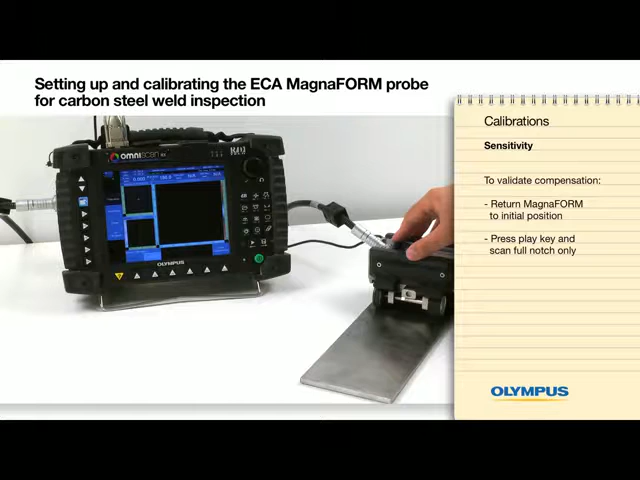 Setting up and calibrating the ECA MagnaFORM probe
for carbon steel weld inspection
Calibrations
Sensitivity
To validate compensation:
- Return MagnaFORM
to initial position
- Press play key and
scan full notch only
OMNISCAN MX
OLYMPUS
OLYMPUS